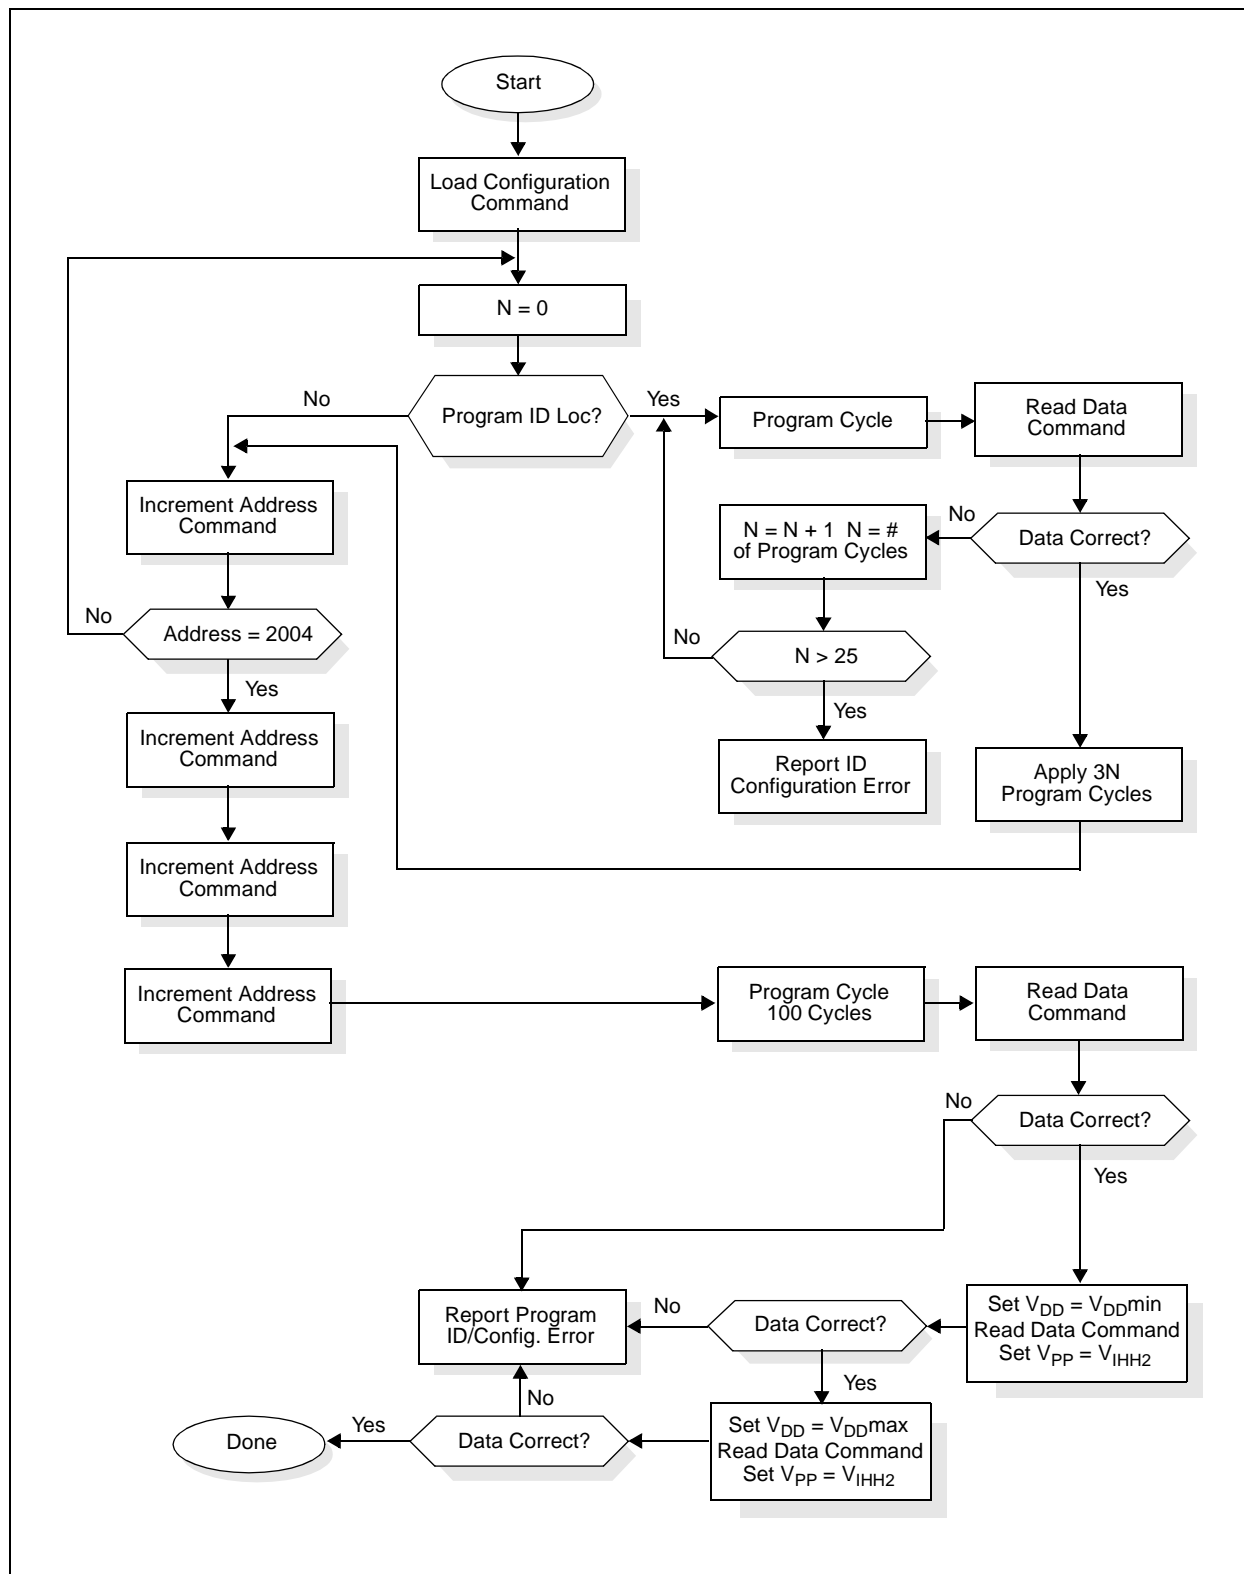 Start
Load Configuration
Command
N = 0
No
Program ID Loc?
Yes
Program Cycle
Read Data
Command
Increment Address
Command
N = N + 1 N = #
of Program Cycles
No
Data Correct?
Yes
No
Address = 2004
Yes
No
N > 25
Yes
Increment Address
Command
Report ID
Configuration Error
Apply 3N
Program Cycles
Increment Address
Command
Increment Address
Command
Program Cycle
100 Cycles
Read Data
Command
No
Data Correct?
Yes
Report Program
ID/Config. Error
No
Data Correct?
Yes
Set VDD = VDDmin
Read Data Command
Set VPP = VIHH2
No
Done
Yes
Data Correct?
Set VDD = VDDmax
Read Data Command
Set VPP = VIHH2